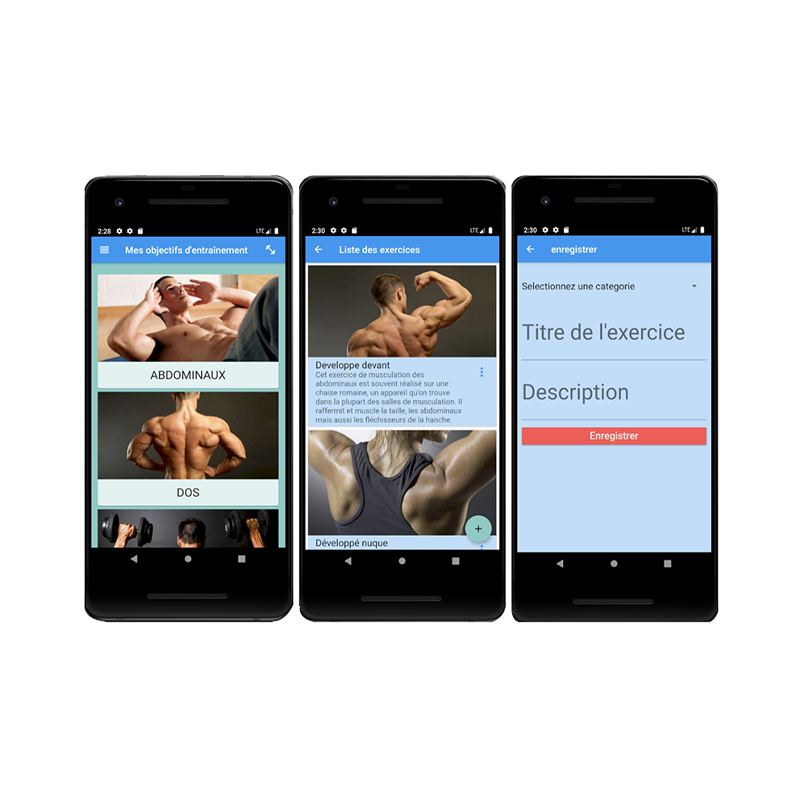 2:28
LTE
Mes objectifs d'entraînement
ABDOMINAUX
DOS
2:30
LTE
Liste des exercices
Developpe devant
Cet exercice de musculation des
abdominaux est souvent réalisé sur une
chaise romaine, un appareil qu'on trouve
dans la plupart des salles de musculation. Il
raffermit et muscle la taille, les abdominaux
mais aussi les fléchisseurs de la hanche.
+
Développé nuque
2:30
LTE
enregistrer
Selectionnez une categorie
Titre de l'exercice
Description
Enregistrer